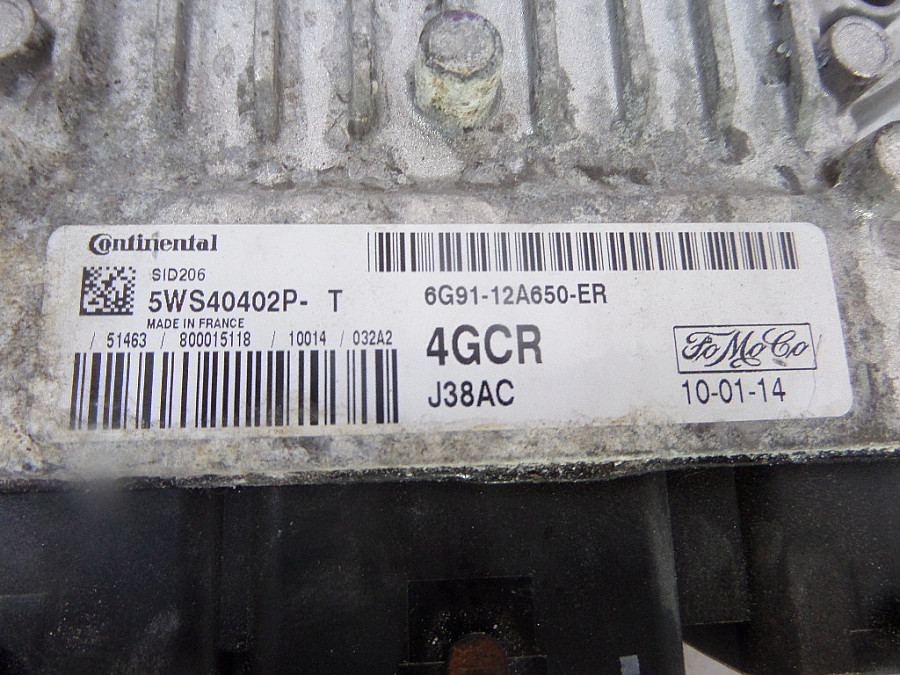 Continental
SID206
5WS40402P- T
MADE IN FRANCE
/ 51463 / 800015118 / 10014 / 032A2
6G91-12A650-ER
4GCR
J38AC
FoMoCo
10-01-14